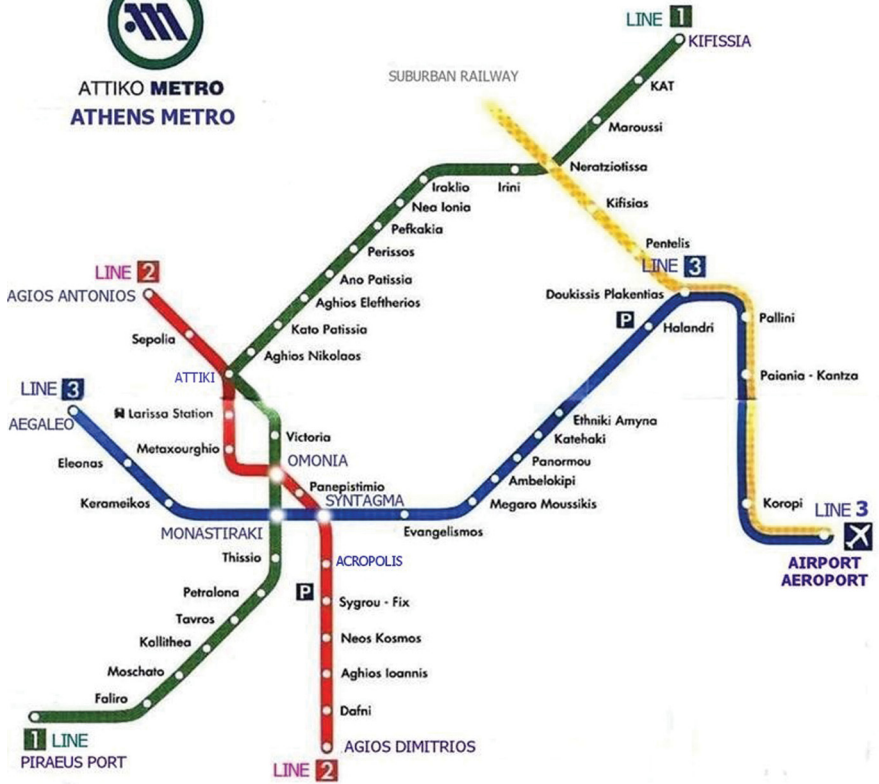 LINE 1
KIFISSIA
SUBURBAN RAILWAY
ATTIKO METRO
ATHENS METRO
KAT
Maroussi
Neratziotissa
Irini
Iraklio
Nea Ionia
Kifisias
Pefkakia
Pentelis
Perissos
LINE 3
LINE 2
Ano Patissia
AGIOS ANTONIOS
Doukissis Plakentias
Aghios Eleftherios
Pallini
P
Halandri
Kato Patissia
Sepolia
Aghios Nikolaos
ATTIKI
Paiania - Kantza
LINE 3
Larissa Station
AEGALEO
Ethniki Amyna
Victoria
Katehaki
Metaxourghio
OMONIA
Panormou
Eleonas
Ambelokipi
Panepistimio
SYNTAGMA
Kerameikos
Megaro Moussikis
Koropi
LINE 3
MONASTIRAKI
Evangelismos
Thissio
ACROPOLIS
AIRPORT
AEROPORT
Petralona
P
Sygrou - Fix
Tavros
Neos Kosmos
Kallithea
Moschato
Aghios Ioannis
Faliro
Dafni
1 LINE
AGIOS DIMITRIOS
PIRAEUS PORT
LINE 2